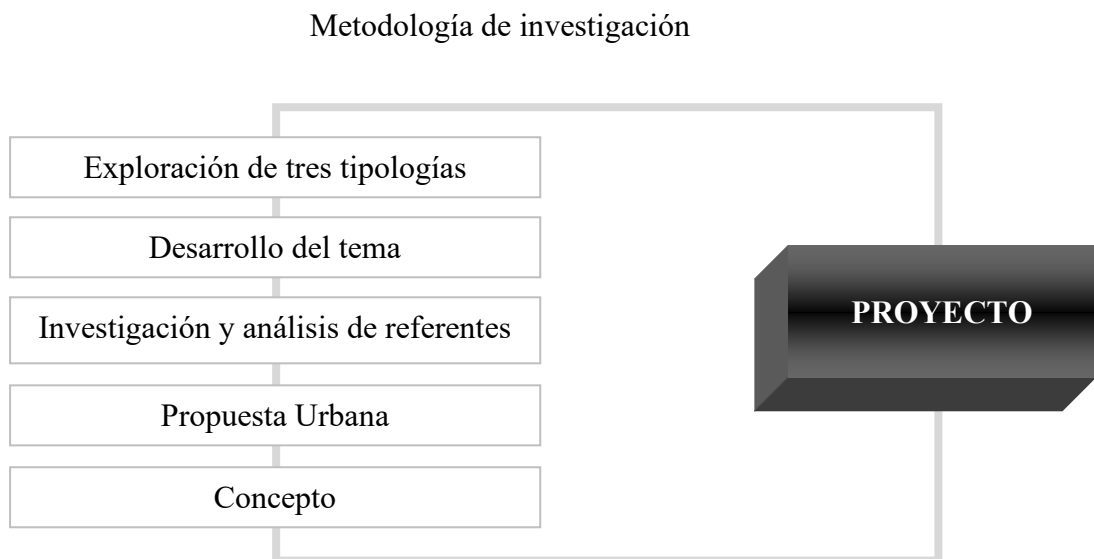 Metodología de investigación
Exploración de tres tipologías
Desarrollo del tema
Investigación y análisis de referentes
PROYECTO
Propuesta Urbana
Concepto